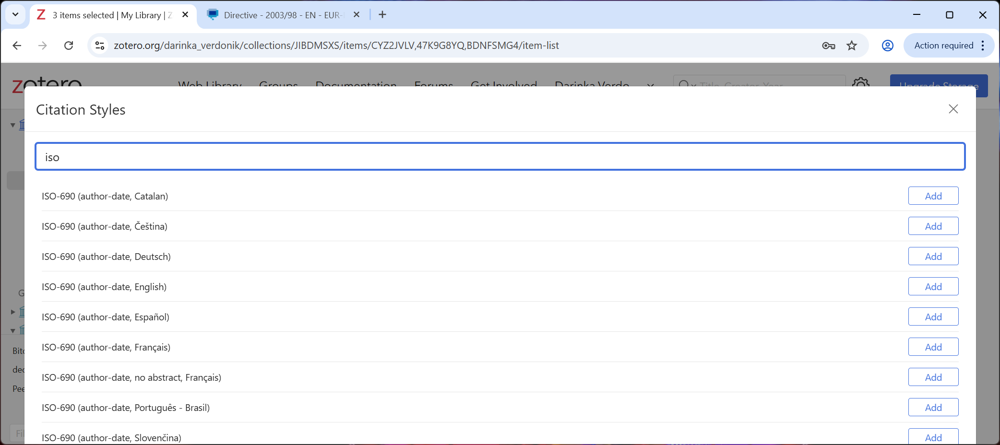 3 items selected | My Library | Z
Directive - 2003/98 - EN - EUR-
zotero.org/darinka_verdonik/collections/JIBDMSXS/items/CYZ2JVLV,47K9G8YQ,BDNFSMG4/item-list
Action required
zotero
Web Library
Groups
Documentation
Forums
Get Involved
Darinka Verdo
Title, Creator, Year
Upgrade Storage
Citation Styles
iso
ISO-690 (author-date, Catalan)
Add
ISO-690 (author-date, Čeština)
Add
ISO-690 (author-date, Deutsch)
Add
ISO-690 (author-date, English)
Add
ISO-690 (author-date, Español)
Add
ISO-690 (author-date, Français)
Add
ISO-690 (author-date, no abstract, Français)
Add
ISO-690 (author-date, Português - Brasil)
Add
ISO-690 (author-date, Slovenčina)
Add
G
Bitc
dec
Pee
Fil